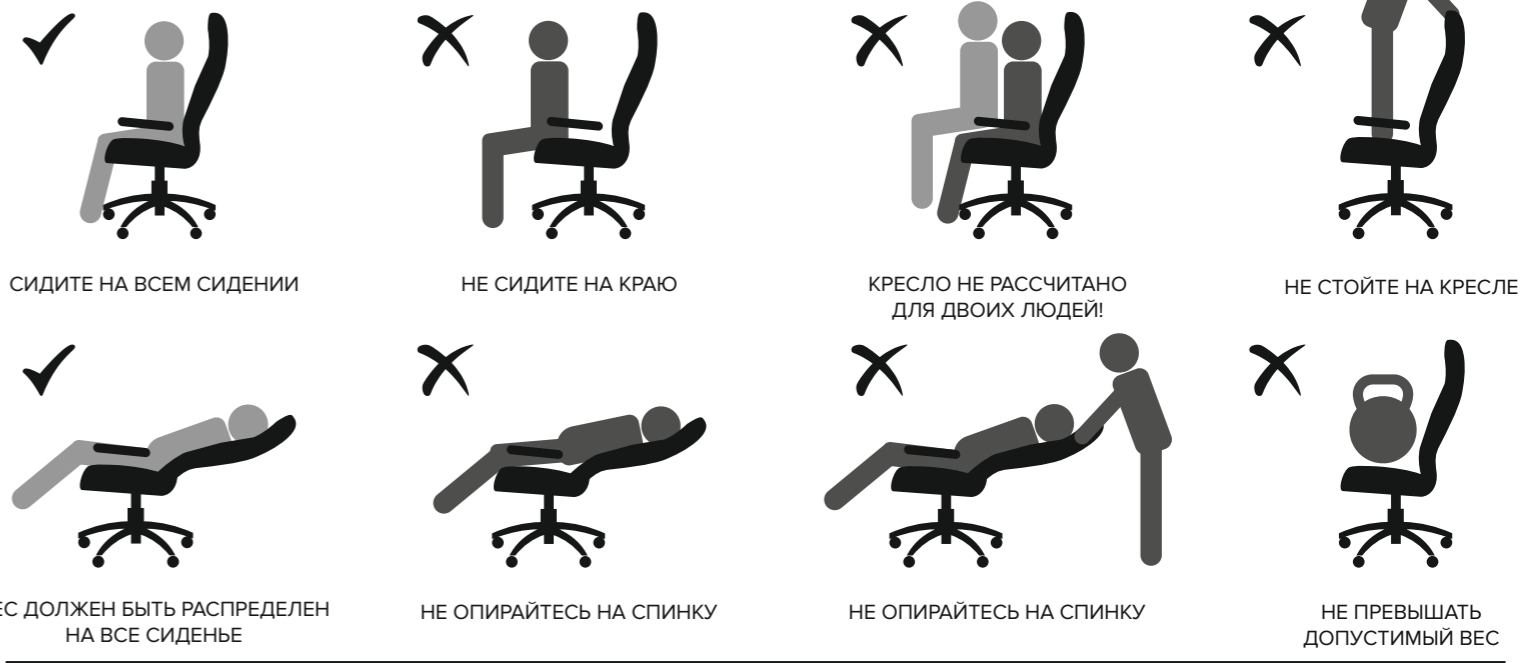 СИДИТЕ НА ВСЕМ СИДЕНИИ
НЕ СИДИТЕ НА КРАЮ
КРЕСЛО НЕ РАССЧИТАНО
ДЛЯ ДВОИХ ЛЮДЕЙ!
НЕ СТОЙТЕ НА КРЕСЛЕ
ЕС ДОЛЖЕН БЫТЬ РАСПРЕДЕЛЕН
НА ВСЕ СИДЕНЬЕ
НЕ ОПИРАЙТЕСЬ НА СПИНКУ
НЕ ОПИРАЙТЕСЬ НА СПИНКУ
НЕ ПРЕВЫШАТЬ
ДОПУСТИМЫЙ ВЕС